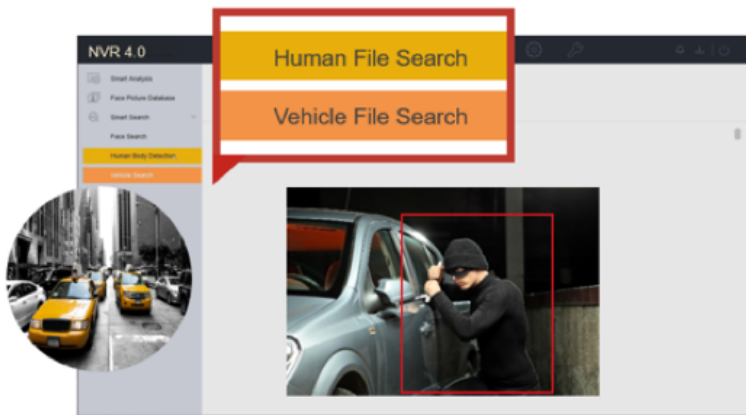 NVR 4.0
Human File Search
Vehicle File Search
Smart Analysis
Face Picture Database
Smart Search
Face Search
Human Body Detection
Vehicle Search